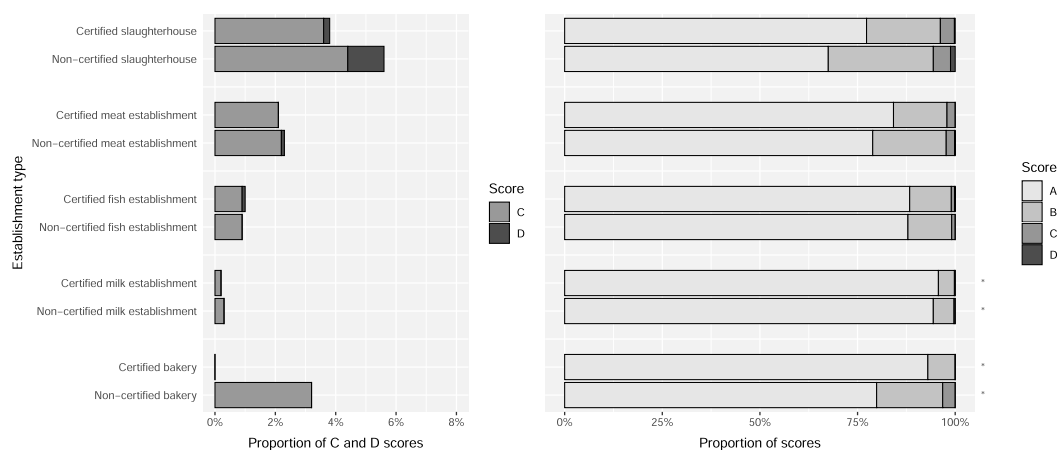 Establishment type
Certified slaughterhouse
Non−certified slaughterhouse
Certified meat establishment
Non−certified meat establishment
Certified fish establishment
Non−certified fish establishment
Certified milk establishment
Non−certified milk establishment
Certified bakery
Non−certified bakery
0% 2% 4% 6% 8%
Proportion of C and D scores
Score
C
D
0% 25% 50% 75% 100%
Proportion of scores
*
*
*
*
Score
A
B
C
D